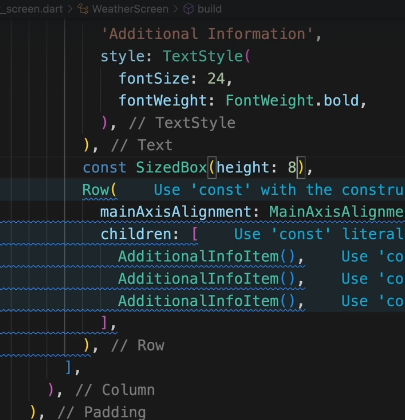 _screen.dart > WeatherScreen > build
'Additional Information',
style: TextStyle(
fontSize: 24,
fontWeight: FontWeight.bold,
), // TextStyle
), // Text
const SizedBox(height: 8),
Row(     Use 'const' with the constru
mainAxisAlignment: MainAxisAlignme
children: [     Use 'const' literal
AdditionalInfoItem(),     Use 'co
AdditionalInfoItem(),     Use 'co
AdditionalInfoItem(),     Use 'co
],
), // Row
],
), // Column
), // Padding